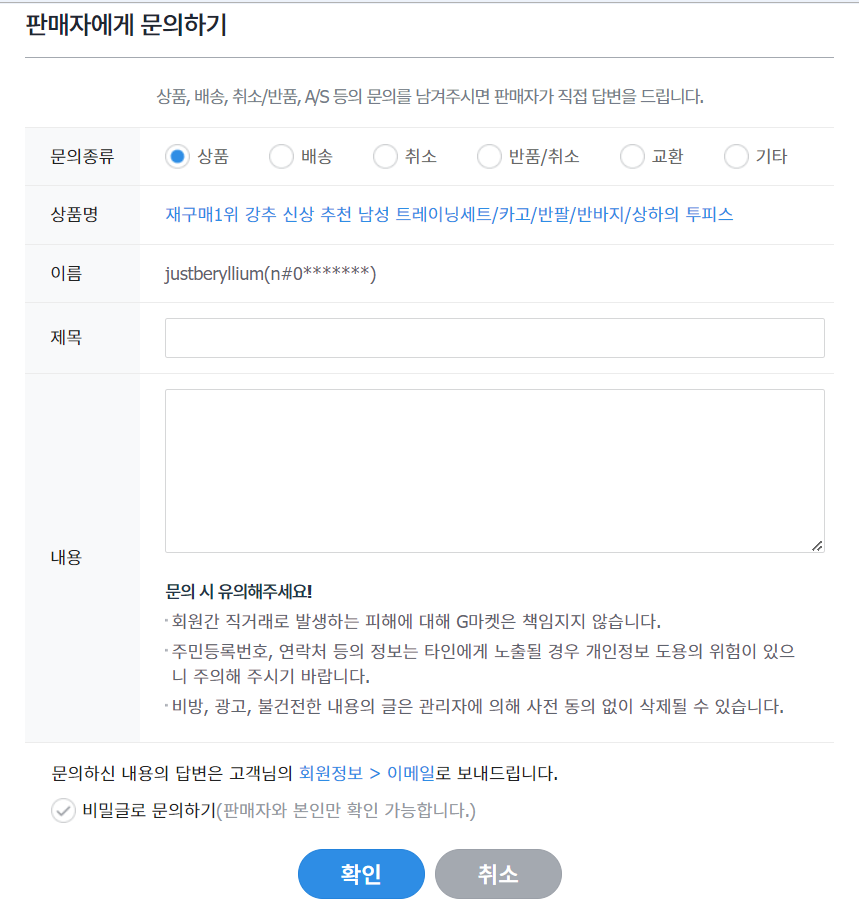 판매자에게 문의하기
상품, 배송, 취소/반품, A/S 등의 문의를 남겨주시면 판매자가 직접 답변을 드립니다.
문의종류 상품 배송 취소 반품/취소 교환 기타
상품명 재구매1위 강추 신상 추천 남성 트레이닝세트/카고/반팔/반바지/상하의 투피스
이름 justberyllium(n#0*******)
제목
내용
문의 시 유의해주세요!
회원간 직거래로 발생하는 피해에 대해 G마켓은 책임지지 않습니다.
주민등록번호, 연락처 등의 정보는 타인에게 노출될 경우 개인정보 도용의 위험이 있으
니 주의해 주시기 바랍니다.
비방, 광고, 불건전한 내용의 글은 관리자에 의해 사전 동의 없이 삭제될 수 있습니다.
문의하신 내용의 답변은 고객님의 회원정보 > 이메일로 보내드립니다.
비밀글로 문의하기(판매자와 본인만 확인 가능합니다.)
확인 취소